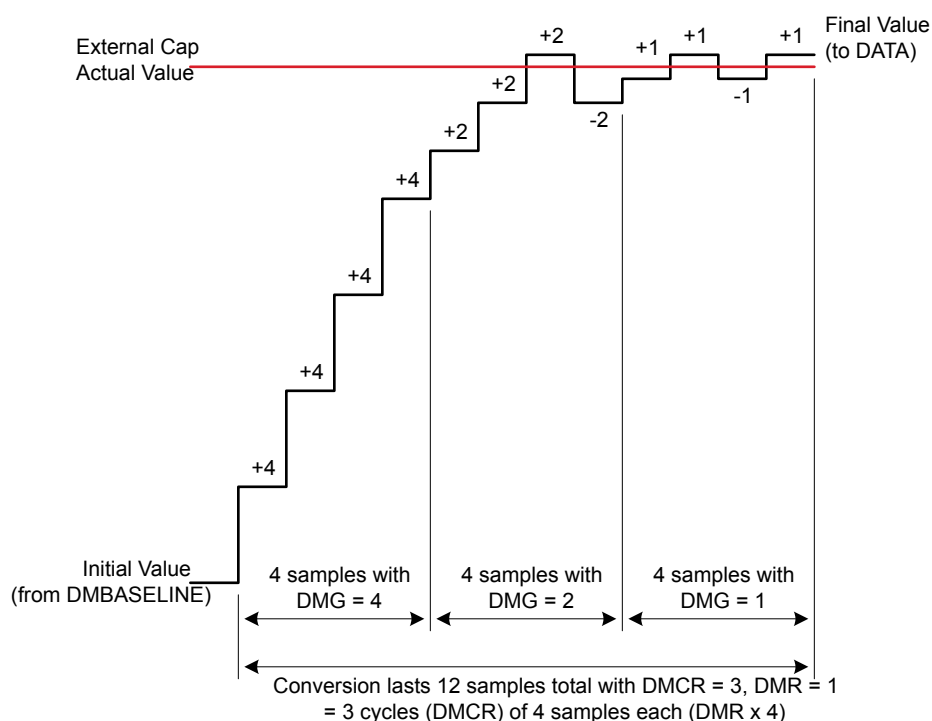 External Cap
Actual Value
Final Value
(to DATA)
+2
+1
+1
+1
+2
-2
-1
+2
+4
+4
+4
+4
Initial Value
(from DMBASELINE)
4 samples with
DMG = 4
4 samples with
DMG = 2
4 samples with
DMG = 1
Conversion lasts 12 samples total with DMCR = 3, DMR = 1
= 3 cycles (DMCR) of 4 samples each (DMR x 4)